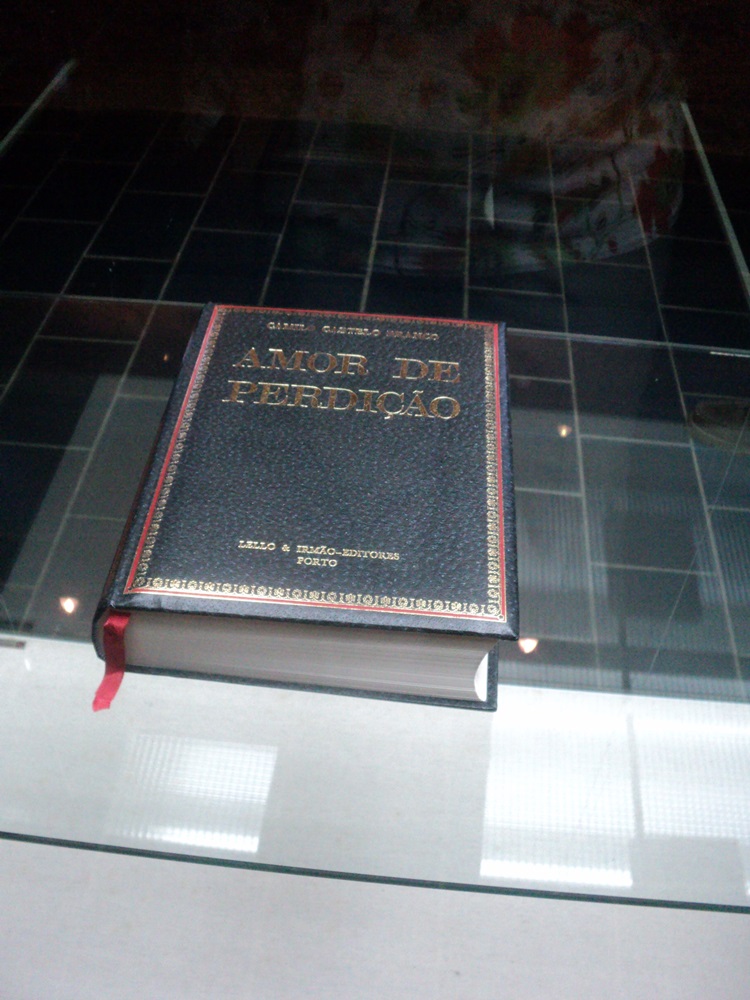 CAMILO CASTELO BRANCO
AMOR DE
PERDIÇÃO
LELLO & IRMÃO-EDITORES
PORTO